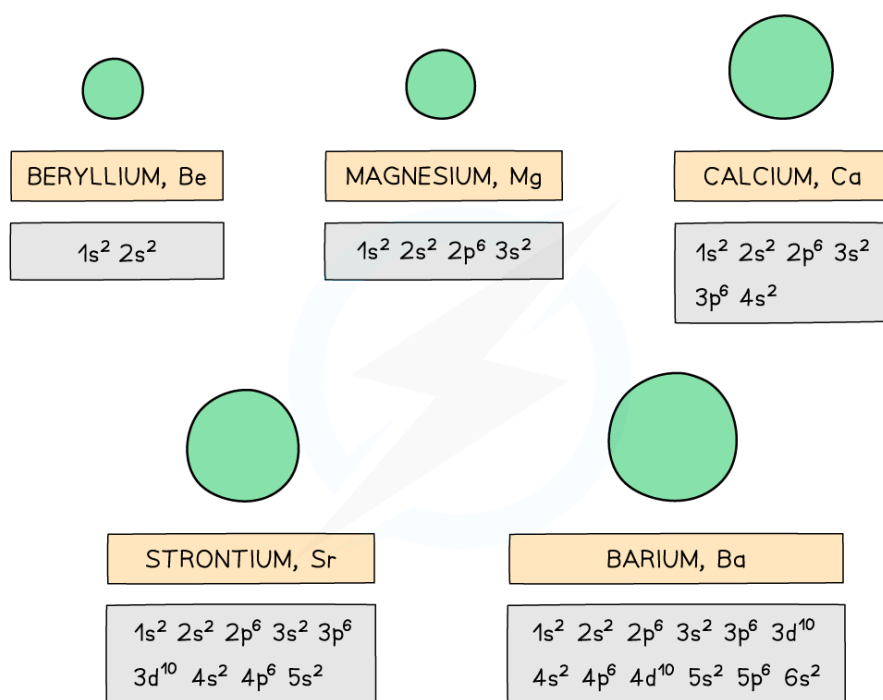 BERYLLIUM, Be
1s² 2s²
MAGNESIUM, Mg
1s² 2s² 2p⁶ 3s²
CALCIUM, Ca
1s² 2s² 2p⁶ 3s²
3p⁶ 4s²
STRONTIUM, Sr
1s² 2s² 2p⁶ 3s² 3p⁶
3d¹⁰ 4s² 4p⁶ 5s²
BARIUM, Ba
1s² 2s² 2p⁶ 3s² 3p⁶ 3d¹⁰
4s² 4p⁶ 4d¹⁰ 5s² 5p⁶ 6s²